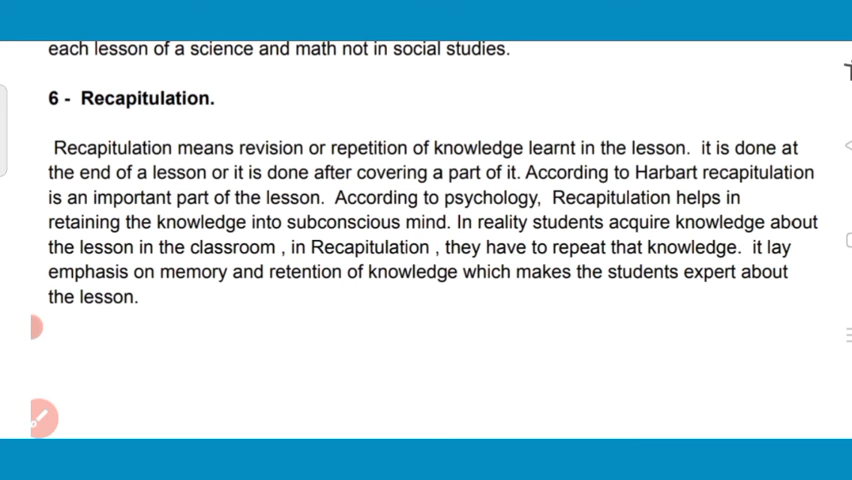 each lesson of a science and math not in social studies.
6 - Recapitulation.
Recapitulation means revision or repetition of knowledge learnt in the lesson. it is done at
the end of a lesson or it is done after covering a part of it. According to Harbart recapitulation
is an important part of the lesson. According to psychology, Recapitulation helps in
retaining the knowledge into subconscious mind. In reality students acquire knowledge about
the lesson in the classroom , in Recapitulation , they have to repeat that knowledge. it lay
emphasis on memory and retention of knowledge which makes the students expert about
the lesson.